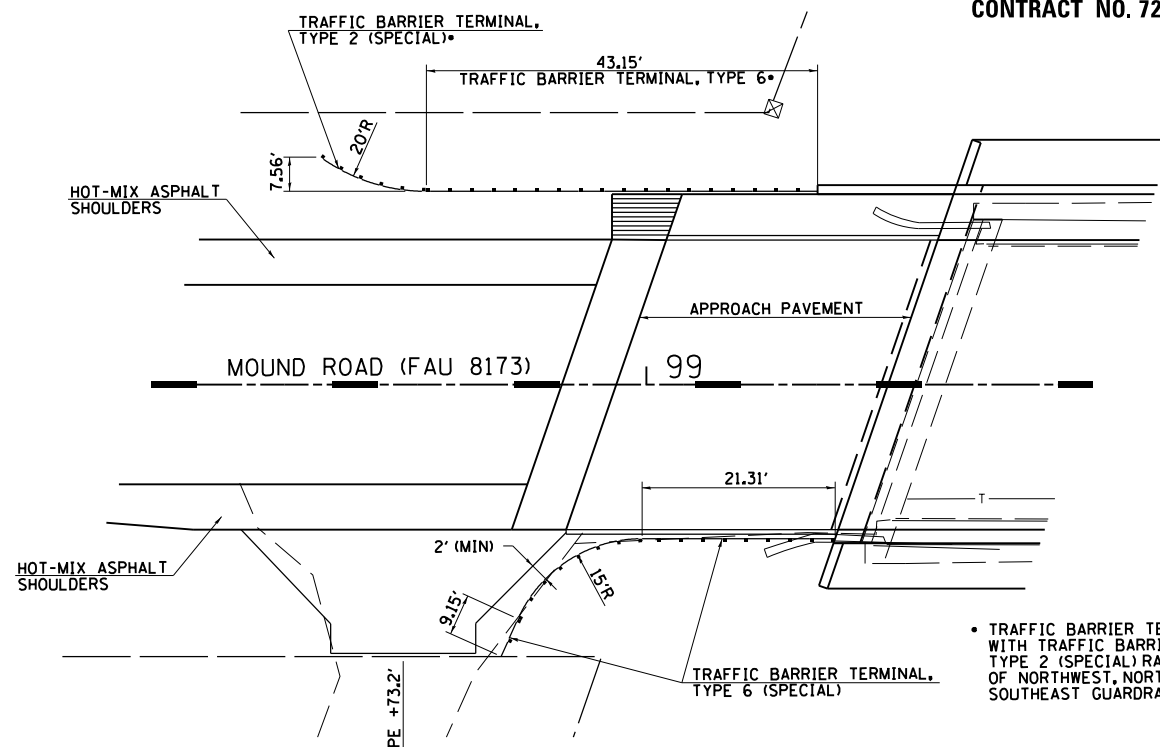 CONTRACT NO. 72
TRAFFIC BARRIER TERMINAL,
TYPE 2 (SPECIAL)•
43.15'
TRAFFIC BARRIER TERMINAL, TYPE 6•
20'R
7.56'
HOT-MIX ASPHALT
SHOULDERS
APPROACH PAVEMENT
MOUND ROAD (FAU 8173)
99
21.31'
T
2' (MIN)
HOT-MIX ASPHALT
SHOULDERS
15'R
9.15'
• TRAFFIC BARRIER TE
WITH TRAFFIC BARRI
TYPE 2 (SPECIAL) RA
OF NORTHWEST, NORT
SOUTHEAST GUARDRA
TRAFFIC BARRIER TERMINAL,
TYPE 6 (SPECIAL)
PE +73.2'